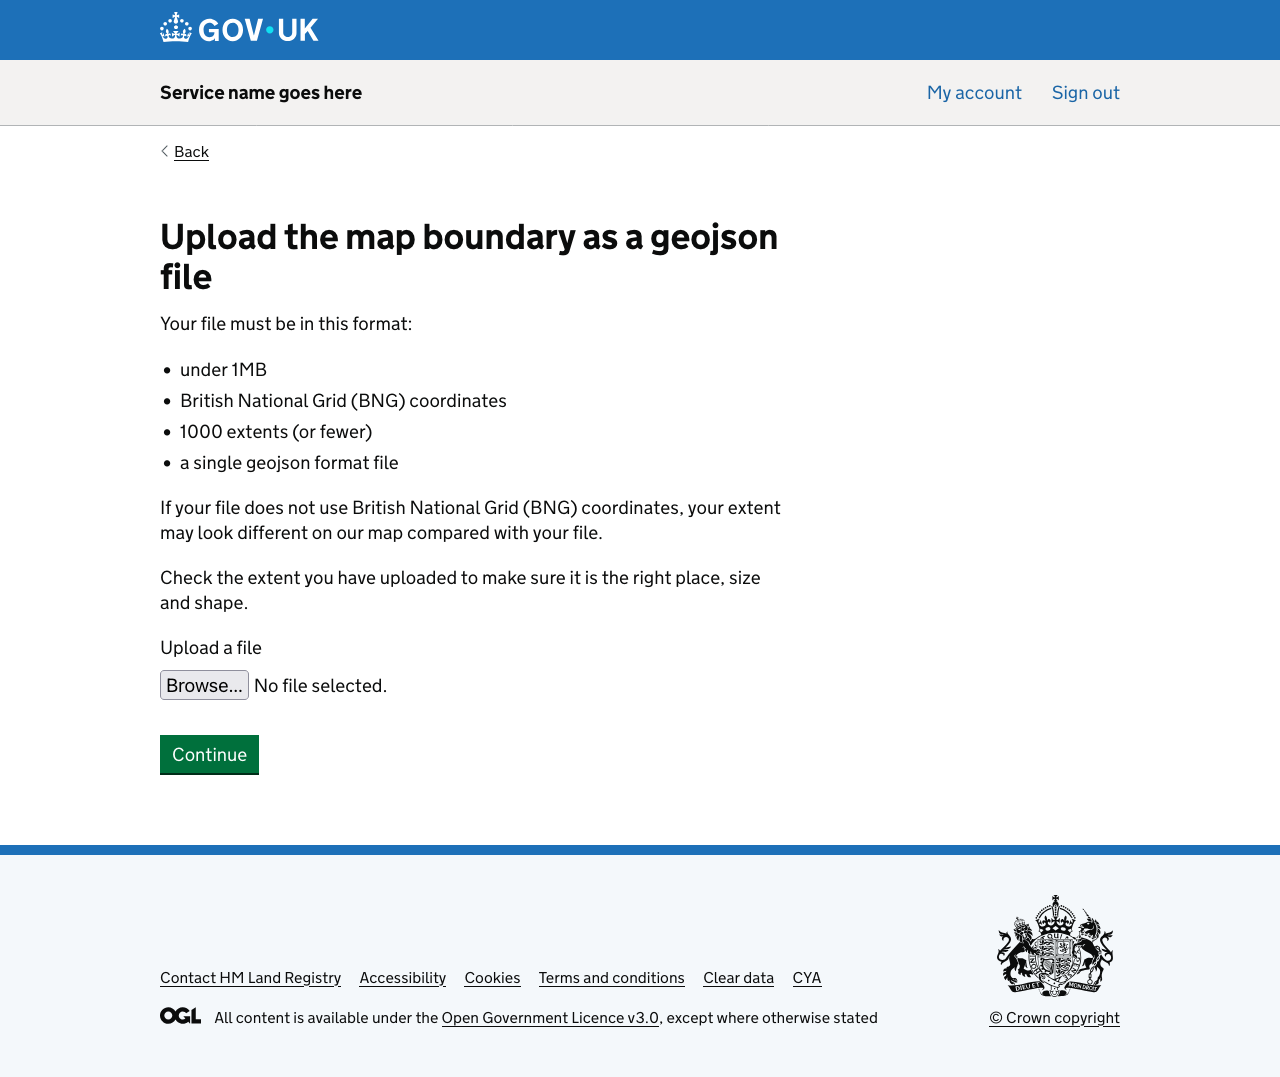 GOV·UK
Service name goes here
My account
Sign out
Back
Upload the map boundary as a geojson
file
Your file must be in this format:
• under 1MB
• British National Grid (BNG) coordinates
• 1000 extents (or fewer)
• a single geojson format file
If your file does not use British National Grid (BNG) coordinates, your extent
may look different on our map compared with your file.
Check the extent you have uploaded to make sure it is the right place, size
and shape.
Upload a file
Browse... No file selected.
Continue
Contact HM Land Registry
Accessibility
Cookies
Terms and conditions
Clear data
CYA
DIEU ET MON DROIT
OGL
All content is available under the Open Government Licence v3.0, except where otherwise stated
© Crown copyright